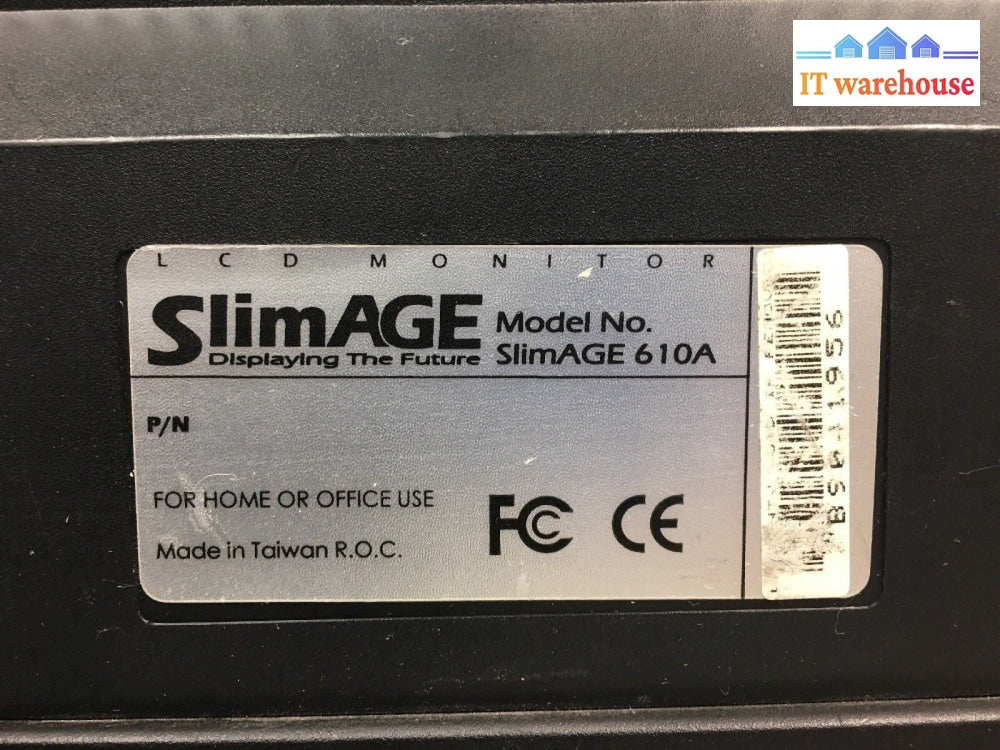 IT warehouse
LCD MONITOR
SlimAGE
Displaying The Future
Model No.
SlimAGE 610A
P/N
FOR HOME OR OFFICE USE
Made in Taiwan R.O.C.
FC CE